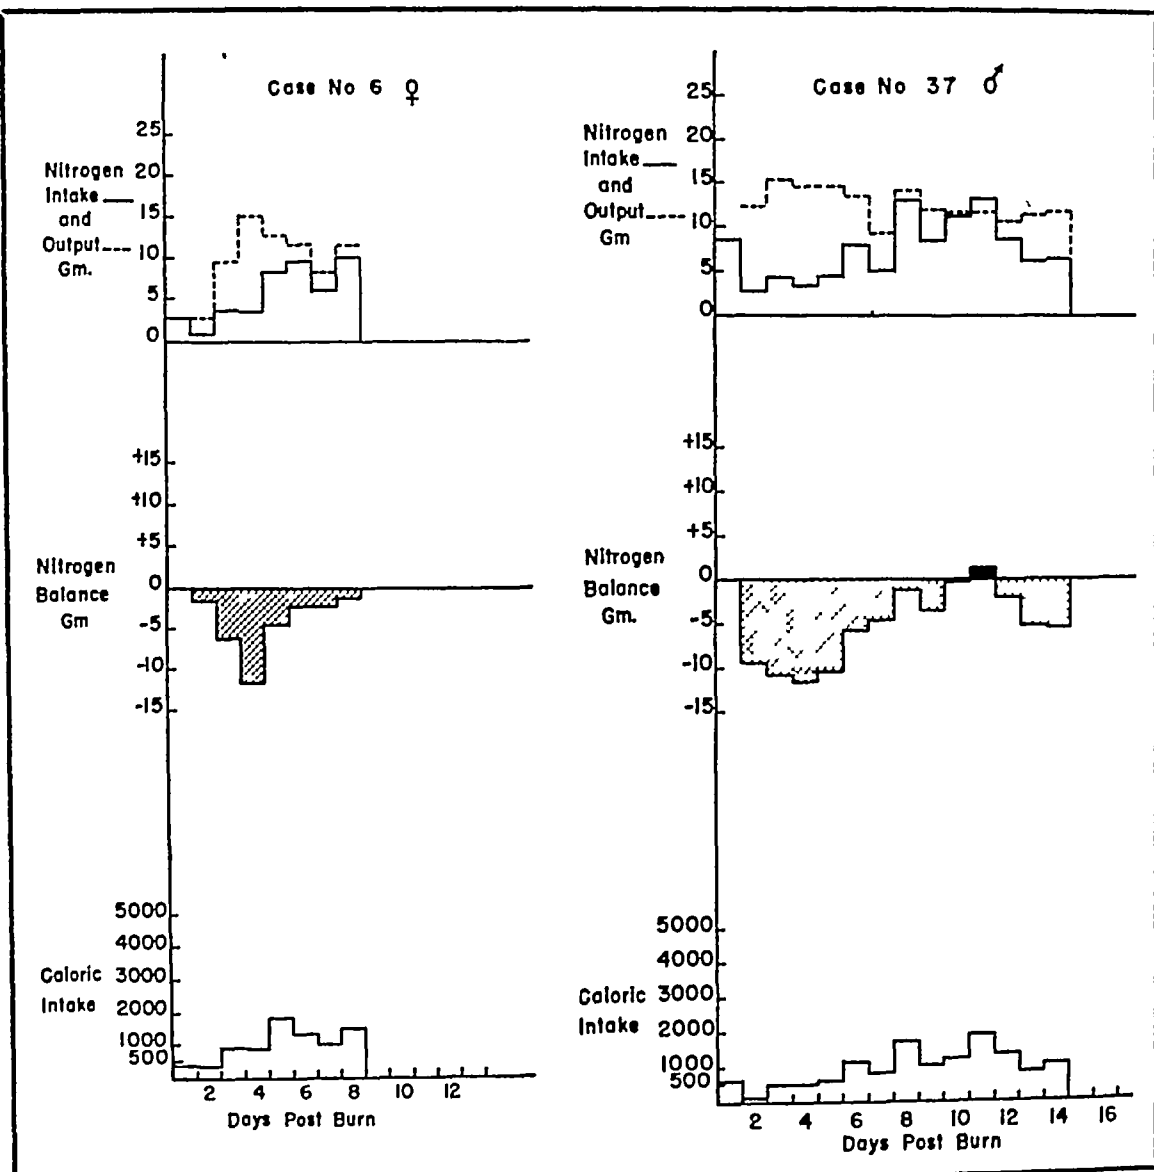 Case No 6 ♀
25
20
15
10
5
0
Nitrogen
Intake
and
Output
Gm.
+15
+10
+5
0
-5
-10
-15
Nitrogen
Balance
Gm
5000
4000
3000
2000
1000
500
Caloric
Intake
2 4 6 8 10 12
Days Post Burn
Case No 37 ♂
25
20
15
10
5
0
Nitrogen
Intake
and
Output
Gm
+15
+10
+5
0
-5
-10
-15
Nitrogen
Balance
Gm.
5000
4000
3000
2000
1000
500
Caloric
Intake
2 4 6 8 10 12 14 16
Days Post Burn